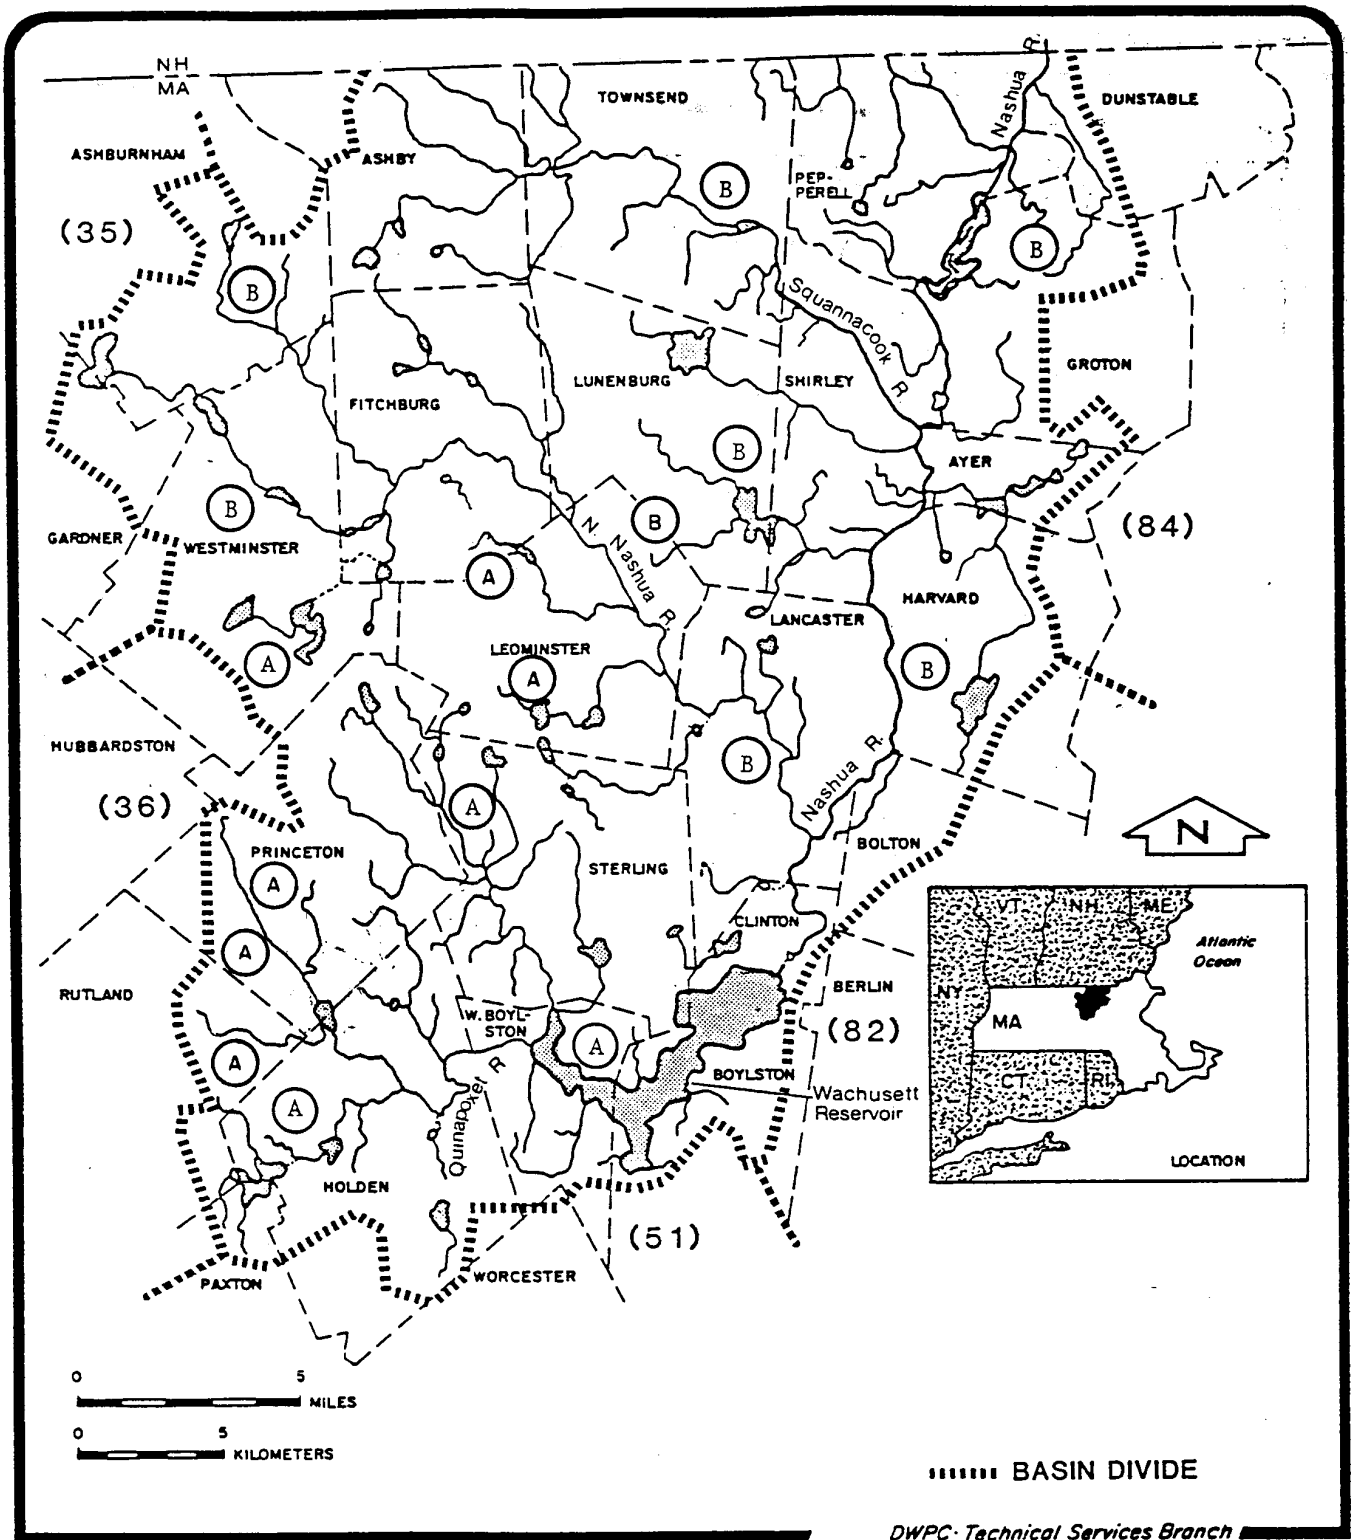 NH
MA
TOWNSEND
Nashua R.
DUNSTABLE
ASHBURNHAM
ASHBY
B
PEP-
PERELL
(35)
B
B
B
Squannacook R.
LUNENBURG
SHIRLEY
GROTON
FITCHBURG
B
AYER
B
B
(84)
GARDNER
WESTMINSTER
N. Nashua R.
A
HARVARD
LANCASTER
A
LEOMINSTER
A
B
HUBBARDSTON
B
Nashua R.
(36)
A
N
PRINCETON
BOLTON
STERLING
A
CLINTON
VT
NH
ME
Atlantic
Ocean
A
RUTLAND
BERLIN
NY
W. BOYL-
STON
(82)
MA
A
A
BOYLSTON
CT
RI
Quinapoxet R
Wachusett
Reservoir
A
HOLDEN
LOCATION
(51)
PAXTON
WORCESTER
0 5
MILES
0 5
KILOMETERS
BASIN DIVIDE
DWPC · Technical Services Branch